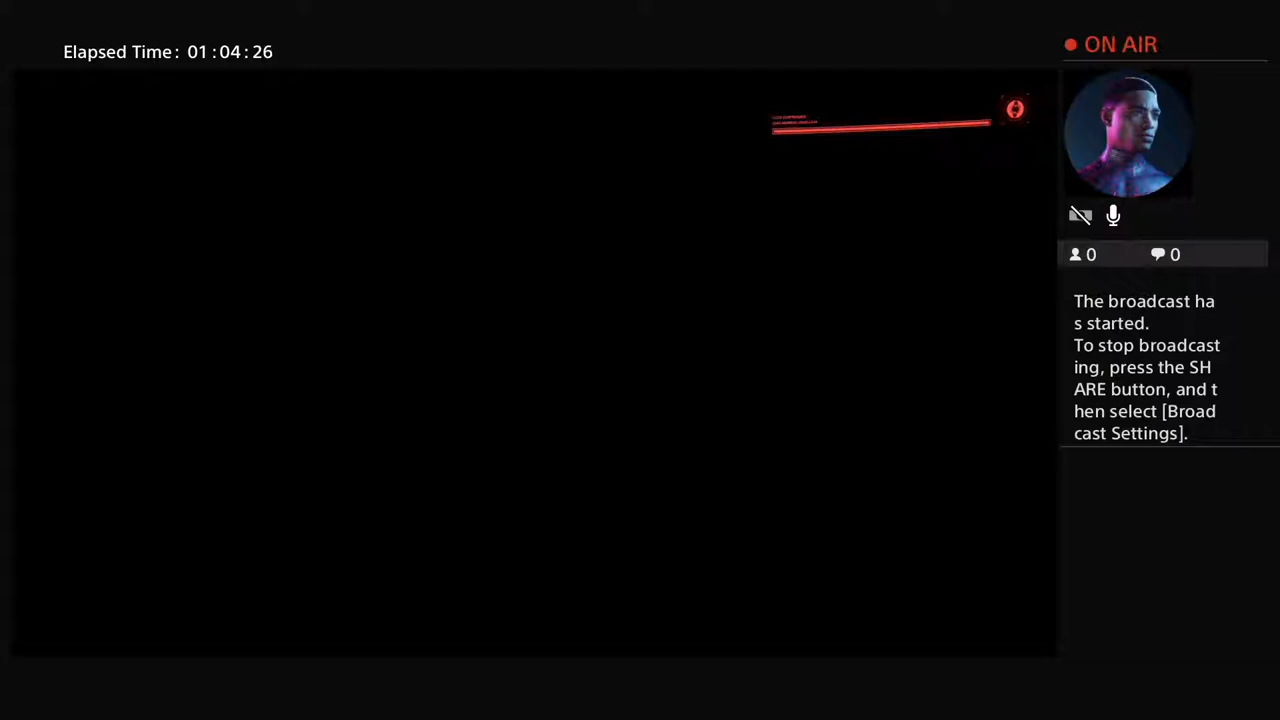 Elapsed Time: 01:04:26
ON AIR
0
0
The broadcast ha
s started.
To stop broadcast
ing, press the SH
ARE button, and t
hen select [Broad
cast Settings].